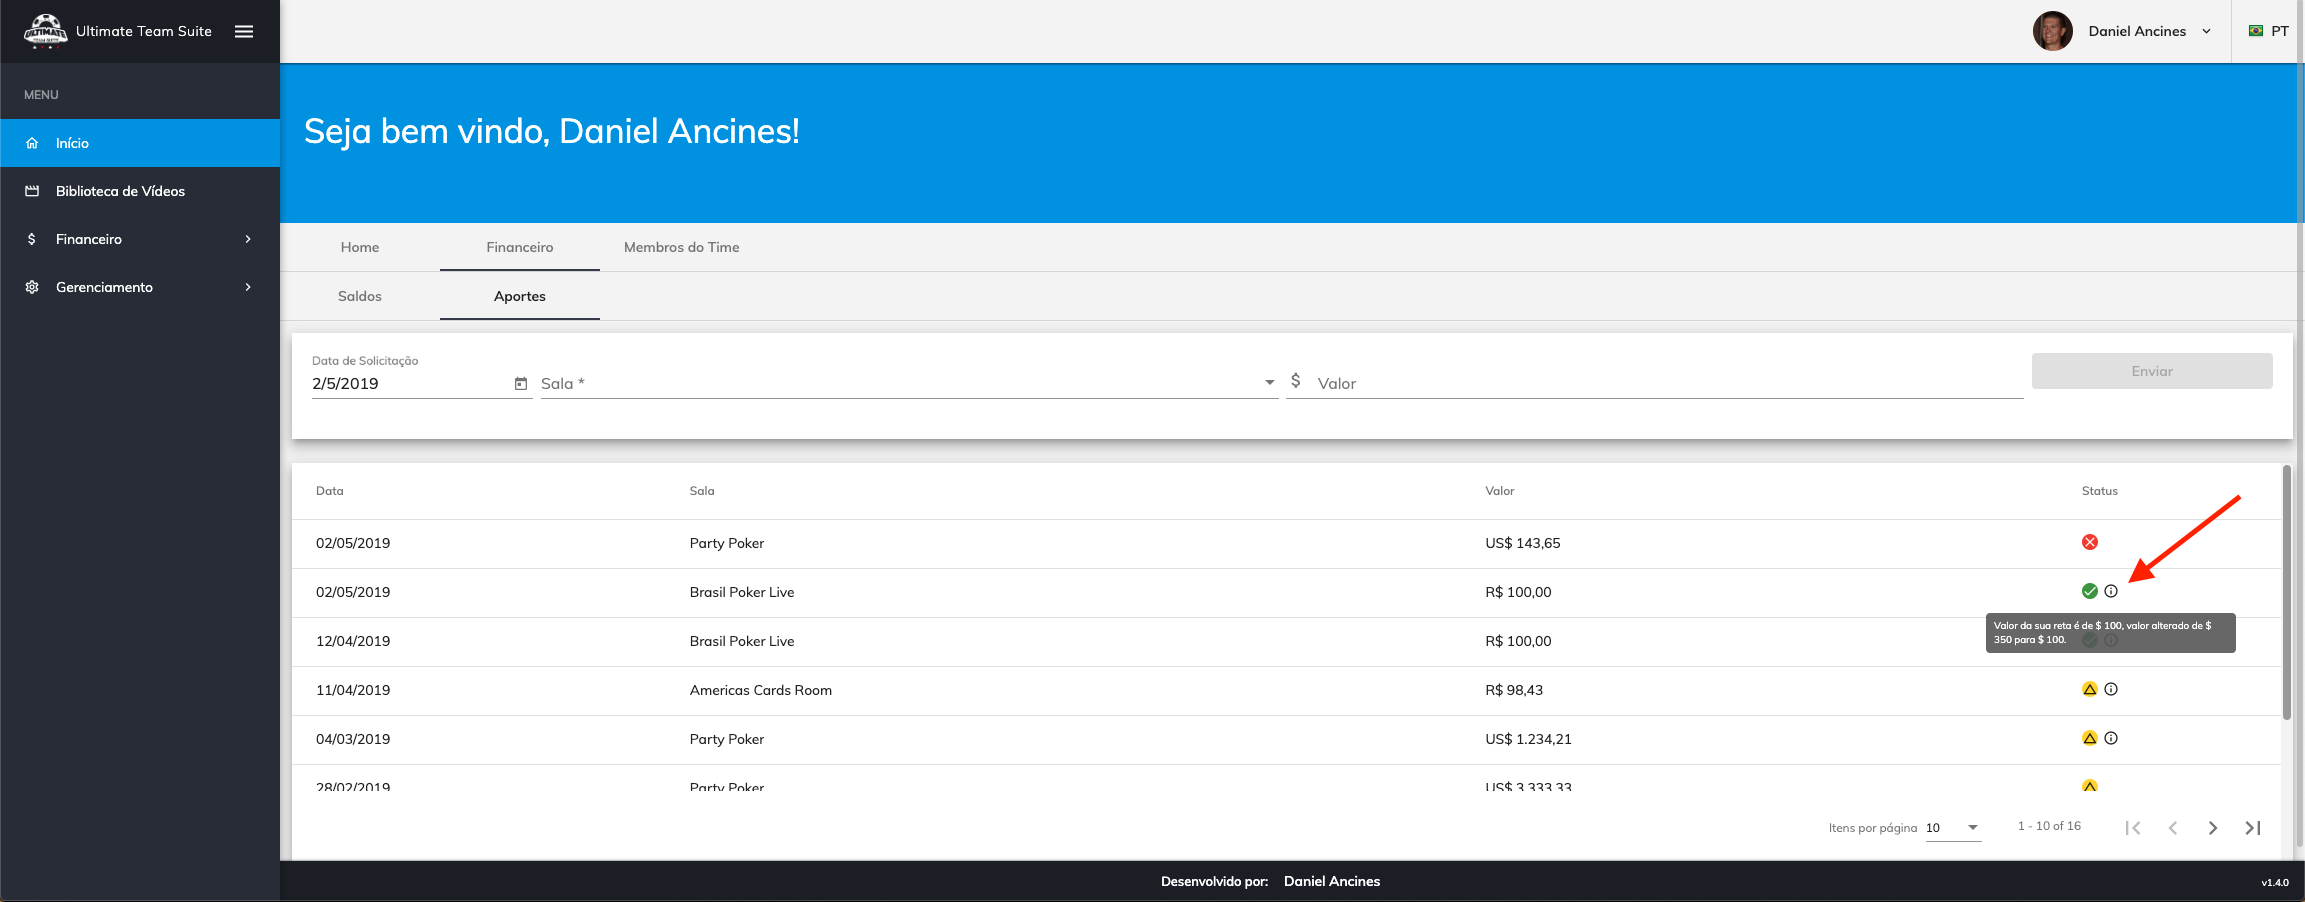 ULTIMATE
TEAM SUITE
Ultimate Team Suite
Daniel Ancines
PT
MENU
Início
Biblioteca de Vídeos
Financeiro
Gerenciamento
Seja bem vindo, Daniel Ancines!
Home Financeiro Membros do Time
Saldos Aportes
Data de Solicitação
2/5/2019 Sala * $ Valor Enviar
Data Sala Valor Status
02/05/2019 Party Poker US$ 143,65
02/05/2019 Brasil Poker Live R$ 100,00
Valor da sua reta é de $ 100, valor alterado de $
350 para $ 100.
12/04/2019 Brasil Poker Live R$ 100,00
11/04/2019 Americas Cards Room R$ 98,43
04/03/2019 Party Poker US$ 1.234,21
28/02/2019 Party Poker US$ 3.333,33
Itens por página 10 1 - 10 of 16
Desenvolvido por: Daniel Ancines
v1.4.0